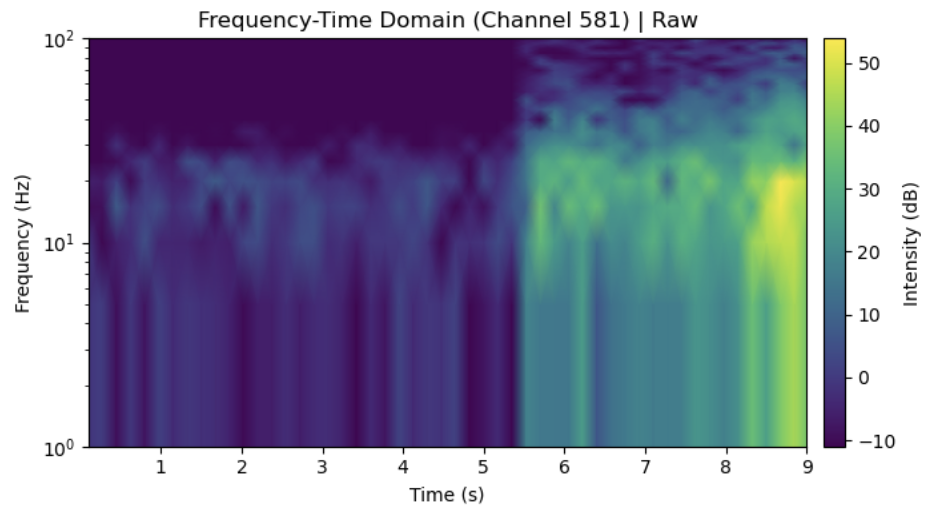 Frequency-Time Domain (Channel 581) | Raw
Frequency (Hz)
10²
10¹
10⁰
1 2 3 4 5 6 7 8 9
Time (s)
50
40
30
20
10
0
−10
Intensity (dB)